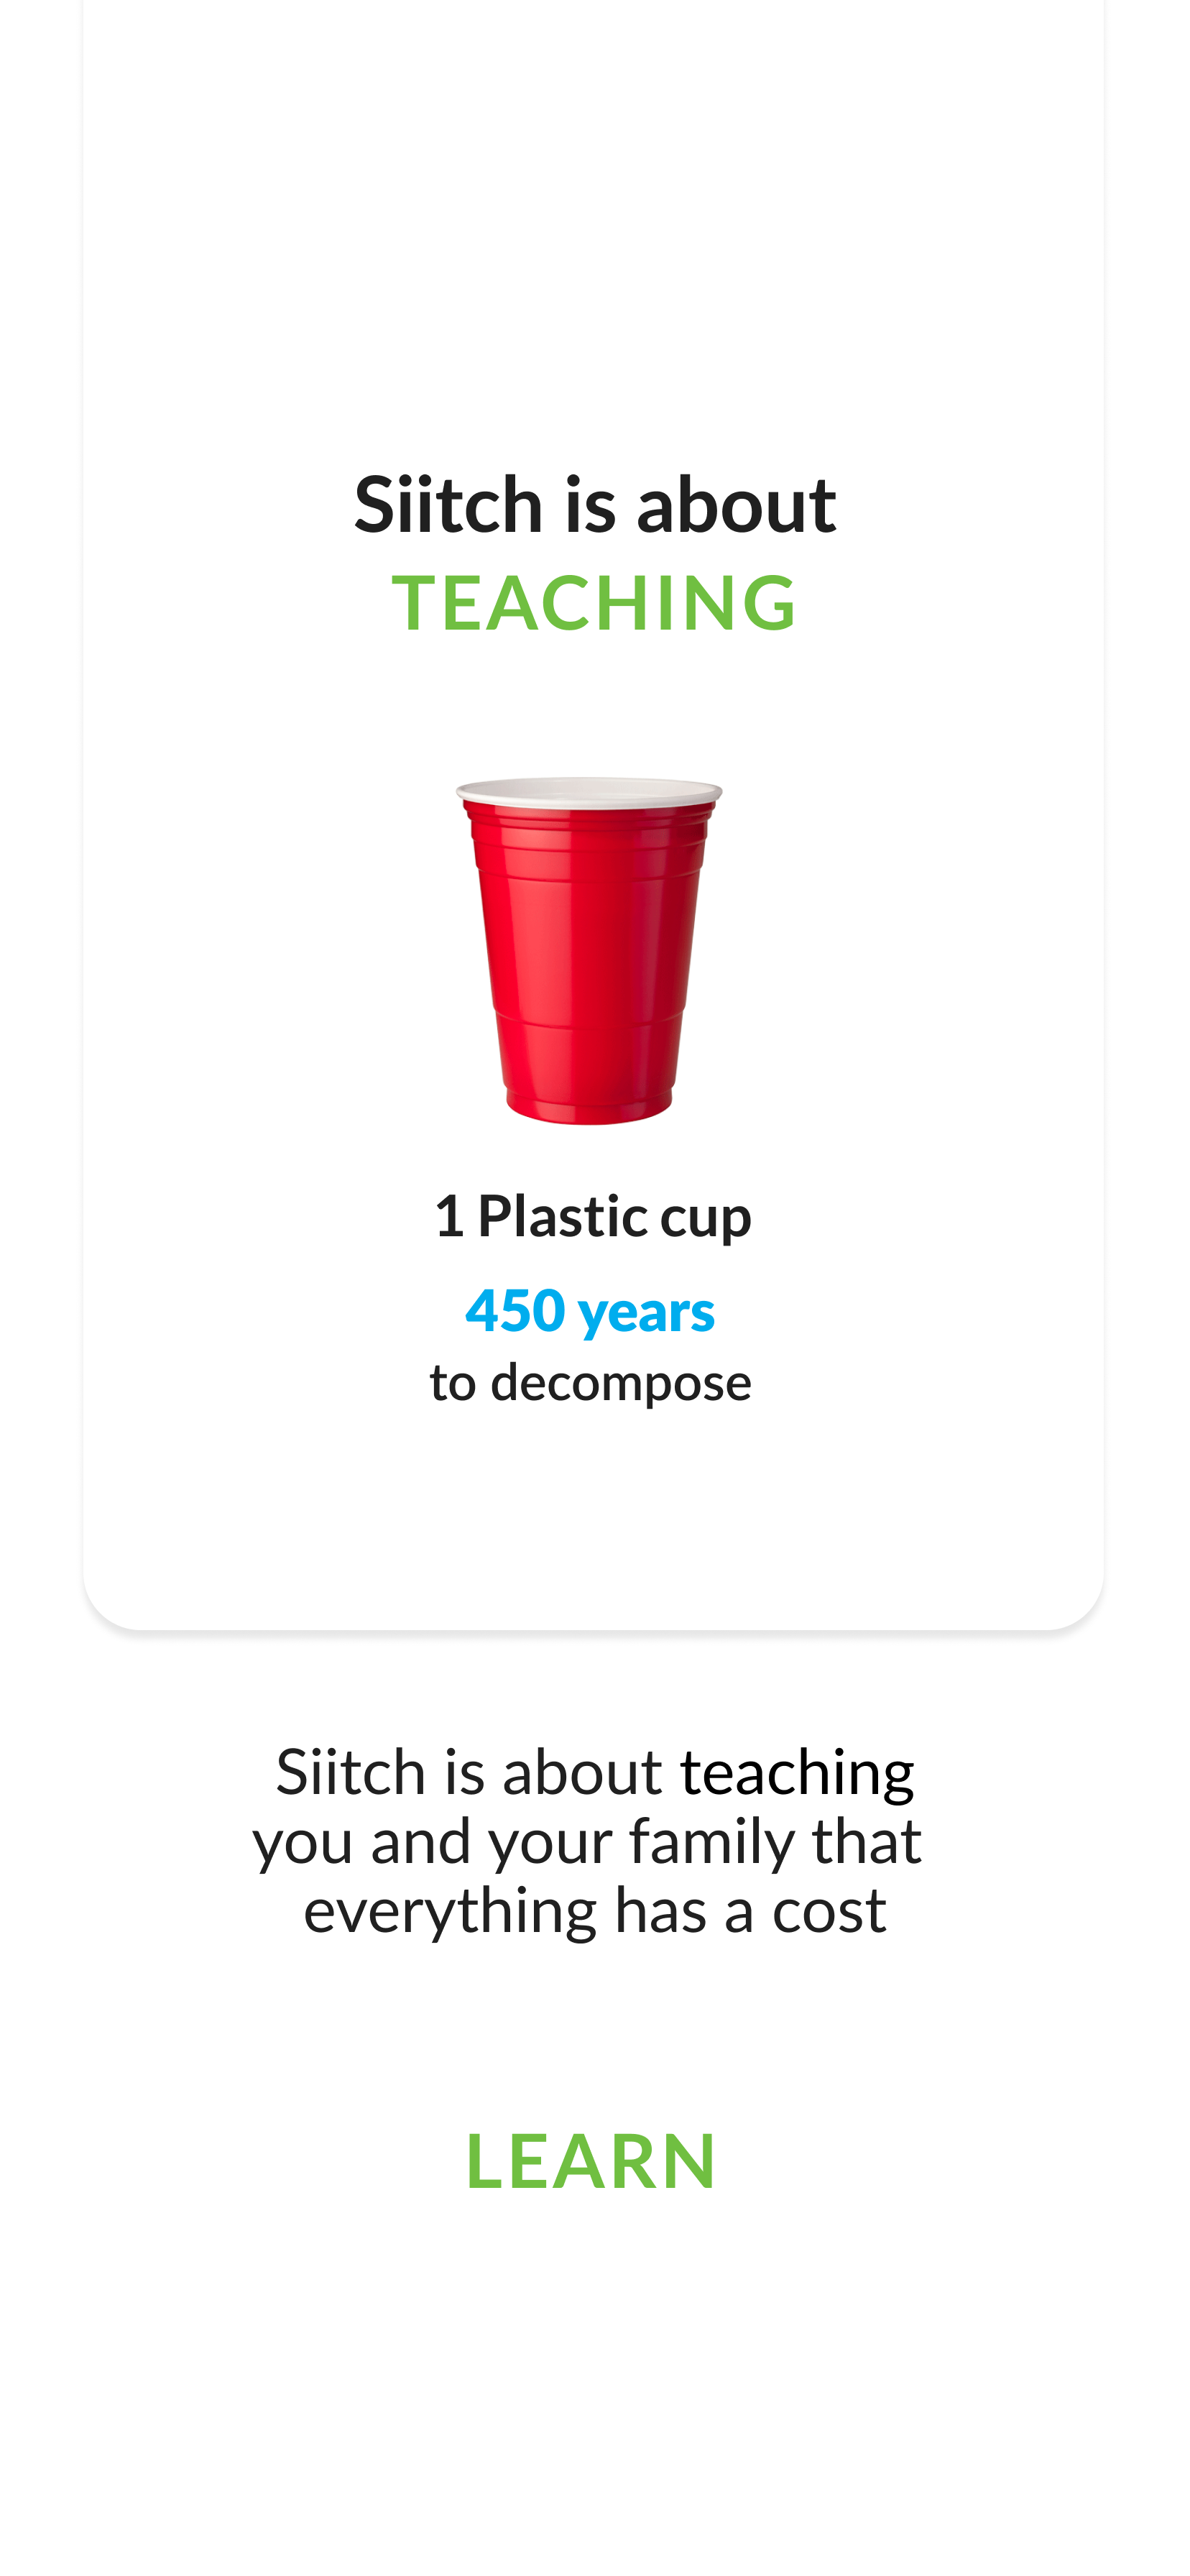 Siitch is about
TEACHING
1 Plastic cup
450 years
to decompose
Siitch is about teaching
you and your family that
everything has a cost
LEARN